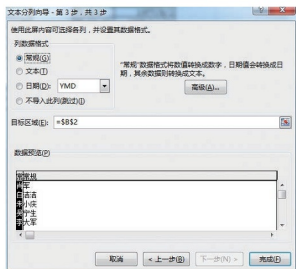 文本分列向导 - 第 3 步，共 3 步
使用此屏内容可选择各列，并设置其数据格式。
列数据格式
常规(G)
文本(T)
日期(D): YMD
不导入此列(跳过)(I)
"常规"数据格式将数值转换成数字，日期值会转换成日期，其余数据则转换成文本。
高级(A)...
目标区域(E): =$B$2
数据预览(P)
常规
军
洁洁
小庆
学生
大军
取消 < 上一步(B) 下一步(N) > 完成(F)